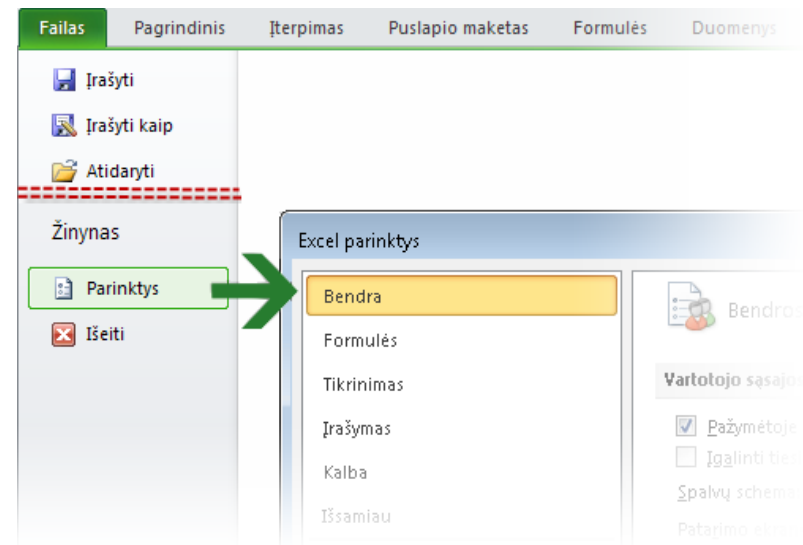 Failas Pagrindinis Įterpimas Puslapio maketas Formulės Duomenys
Įrašyti
Įrašyti kaip
Atidaryti
Žinynas
Parinktys
Išeiti
Excel parinktys
Bendra
Formulės
Tikrinimas
Įrašymas
Kalba
Išsamiau
Bendros
Vartotojo sąsajos
Pažymėtoje
Įgalinti
Spalvų schema
Patarimo